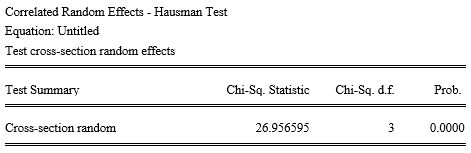 Correlated Random Effects - Hausman Test
Equation: Untitled
Test cross-section random effects
Test Summary Chi-Sq. Statistic Chi-Sq. d.f. Prob.
Cross-section random 26.956595 3 0.0000